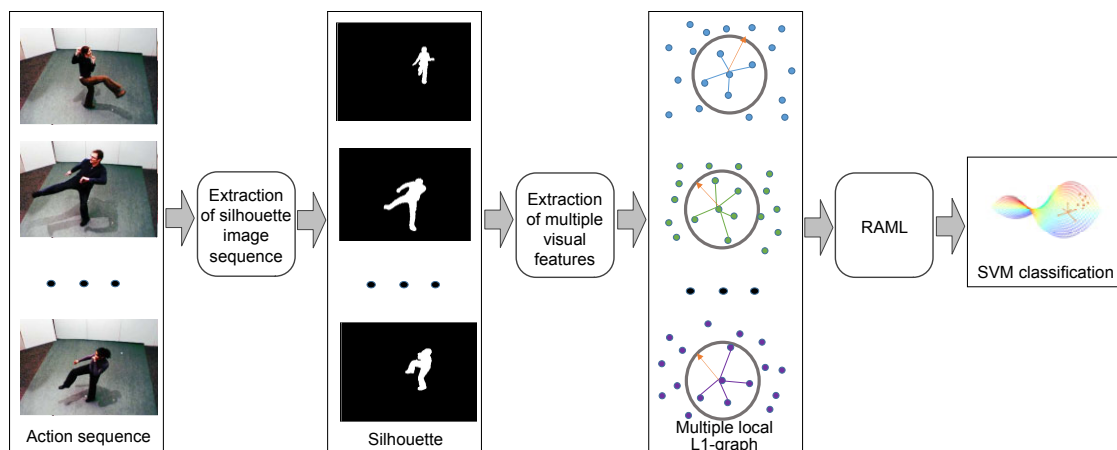 Action sequence
Extraction
of silhouette
image
sequence
Silhouette
Extraction
of multiple
visual
features
Multiple local
L1-graph
RAML
SVM classification